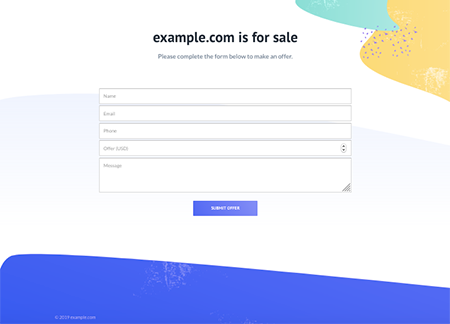 example.com is for sale
Please complete the form below to make an offer.
Name
Email
Phone
Offer (USD)
Message
SUBMIT OFFER
© 2019 example.com